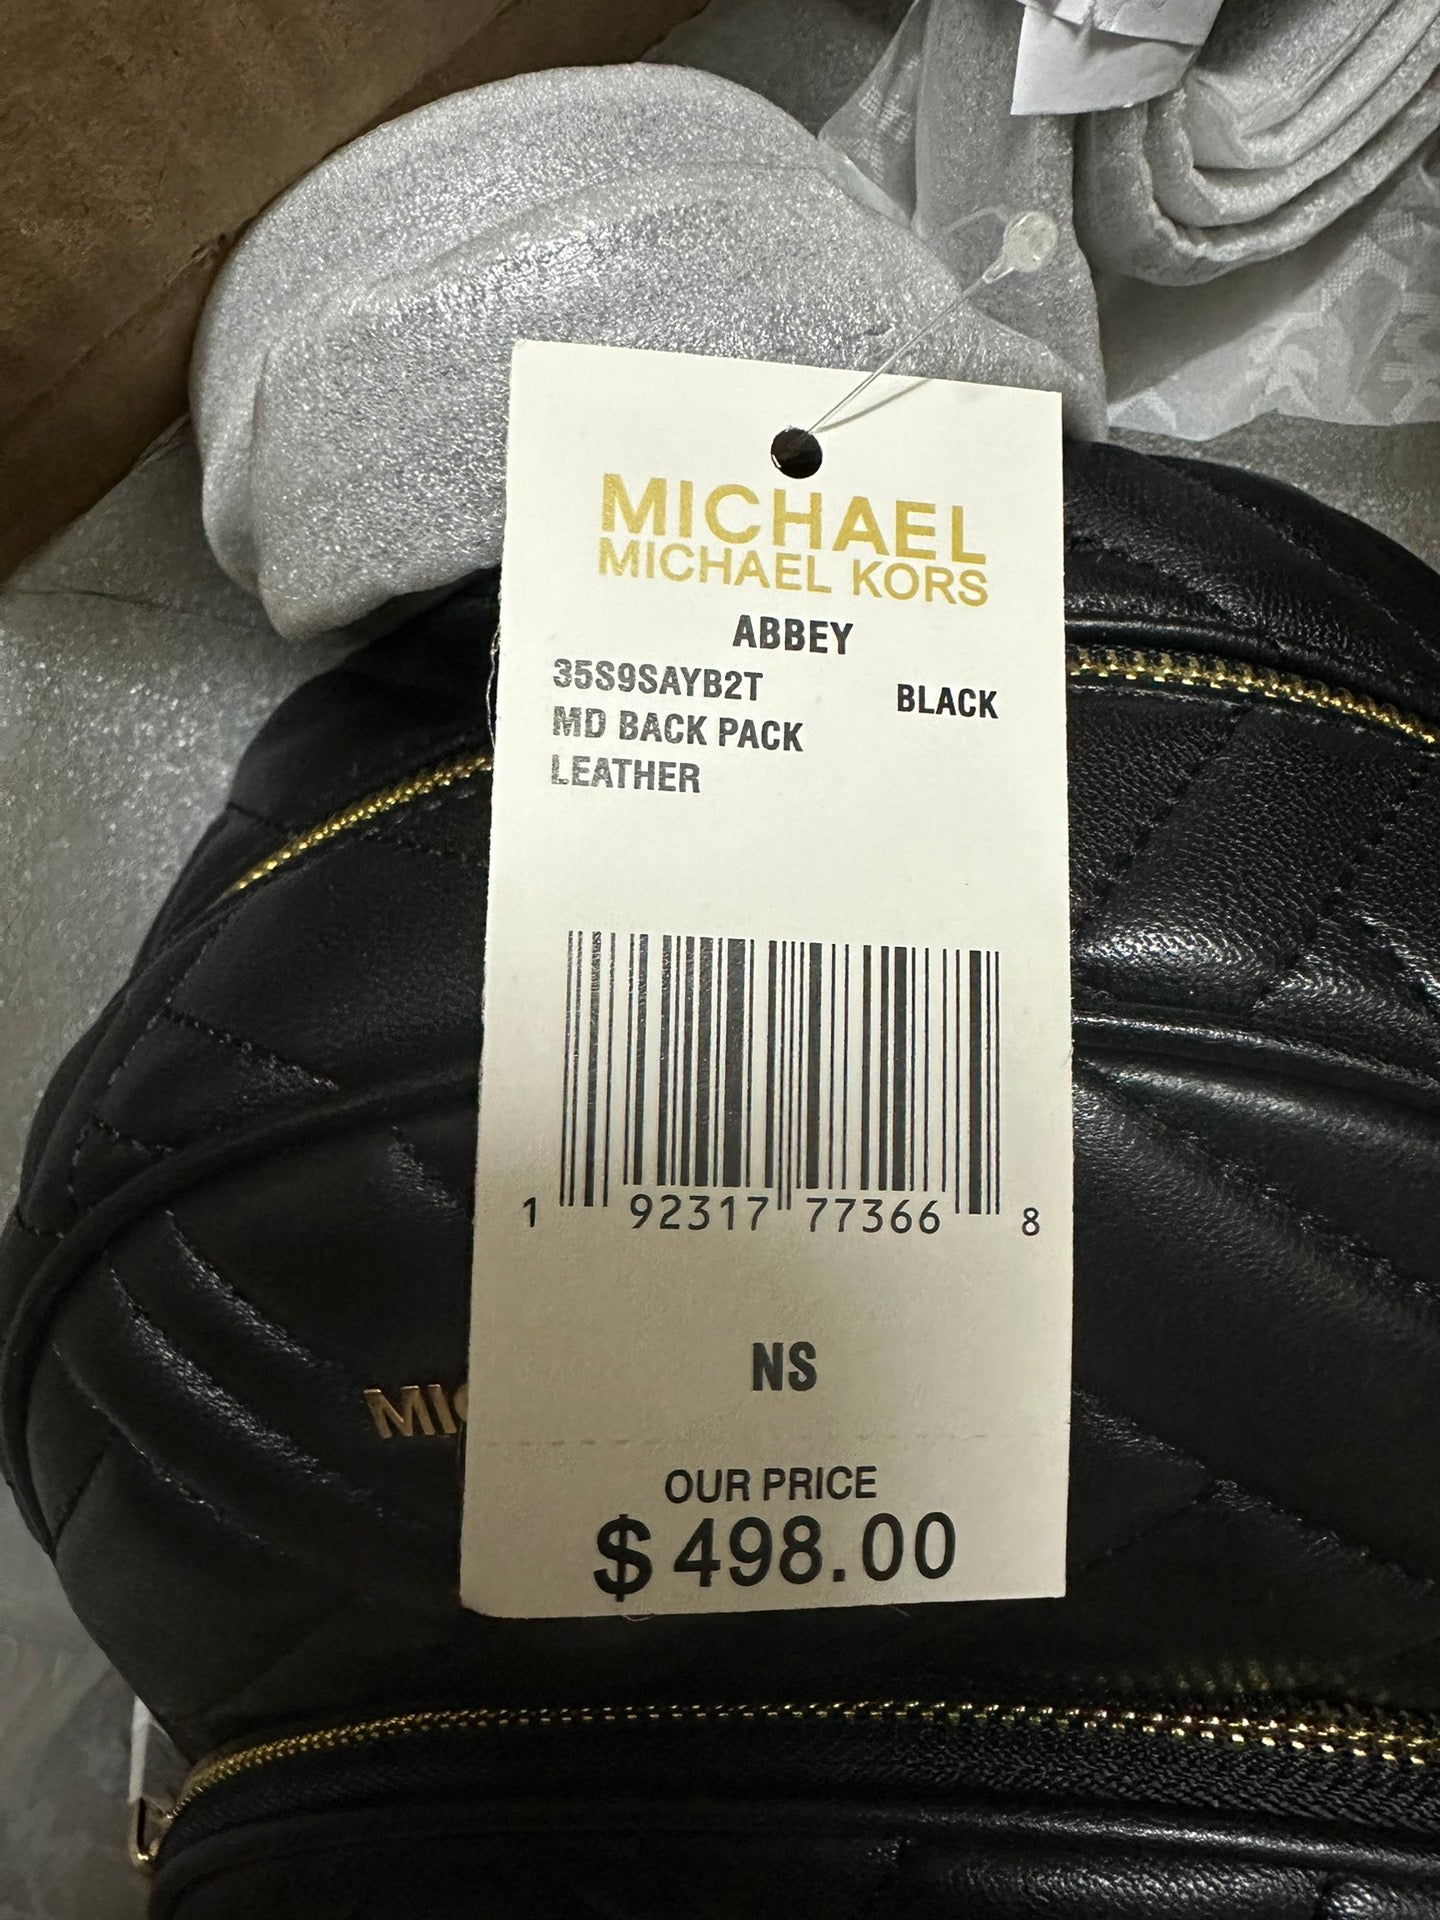 MICHAEL
MICHAEL KORS
ABBEY
35S9SAYB2T BLACK
MD BACK PACK
LEATHER
1 92317 77366 8
NS
MIC
OUR PRICE
$498.00